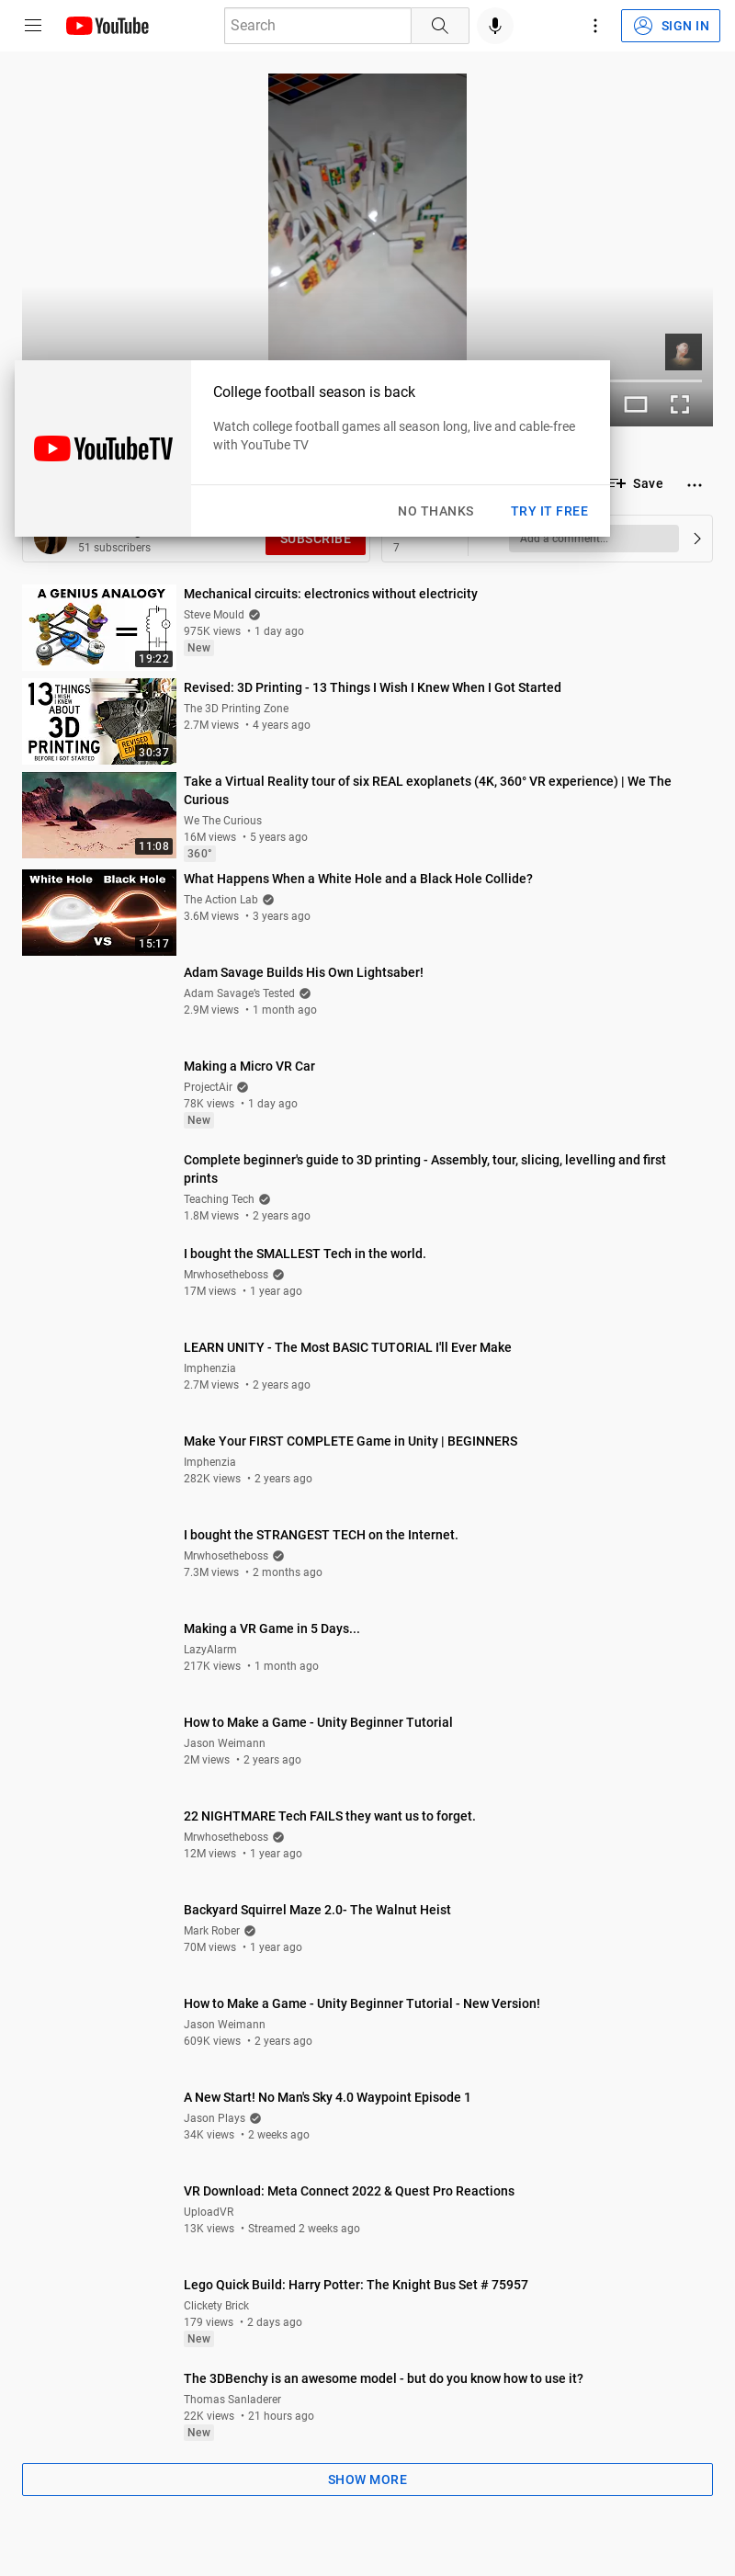 YouTube
Search
SIGN IN
College football season is back
Watch college football games all season long, live and cable-free
with YouTube TV
YouTubeTV
NO THANKS
TRY IT FREE
Save
51 subscribers
SUBSCRIBE
7
Add a comment...
A GENIUS ANALOGY
19:22
Mechanical circuits: electronics without electricity
Steve Mould
975K views • 1 day ago
New
13 THINGS
I WISH
I KNEW
ABOUT
3D
PRINTING
BEFORE I GOT STARTED
REVISED
30:37
Revised: 3D Printing - 13 Things I Wish I Knew When I Got Started
The 3D Printing Zone
2.7M views • 4 years ago
11:08
Take a Virtual Reality tour of six REAL exoplanets (4K, 360° VR experience) | We The
Curious
We The Curious
16M views • 5 years ago
360°
White Hole Black Hole
VS
15:17
What Happens When a White Hole and a Black Hole Collide?
The Action Lab
3.6M views • 3 years ago
Adam Savage Builds His Own Lightsaber!
Adam Savage's Tested
2.9M views • 1 month ago
Making a Micro VR Car
ProjectAir
78K views • 1 day ago
New
Complete beginner's guide to 3D printing - Assembly, tour, slicing, levelling and first
prints
Teaching Tech
1.8M views • 2 years ago
I bought the SMALLEST Tech in the world.
Mrwhosetheboss
17M views • 1 year ago
LEARN UNITY - The Most BASIC TUTORIAL I'll Ever Make
Imphenzia
2.7M views • 2 years ago
Make Your FIRST COMPLETE Game in Unity | BEGINNERS
Imphenzia
282K views • 2 years ago
I bought the STRANGEST TECH on the Internet.
Mrwhosetheboss
7.3M views • 2 months ago
Making a VR Game in 5 Days...
LazyAlarm
217K views • 1 month ago
How to Make a Game - Unity Beginner Tutorial
Jason Weimann
2M views • 2 years ago
22 NIGHTMARE Tech FAILS they want us to forget.
Mrwhosetheboss
12M views • 1 year ago
Backyard Squirrel Maze 2.0- The Walnut Heist
Mark Rober
70M views • 1 year ago
How to Make a Game - Unity Beginner Tutorial - New Version!
Jason Weimann
609K views • 2 years ago
A New Start! No Man's Sky 4.0 Waypoint Episode 1
Jason Plays
34K views • 2 weeks ago
VR Download: Meta Connect 2022 & Quest Pro Reactions
UploadVR
13K views • Streamed 2 weeks ago
Lego Quick Build: Harry Potter: The Knight Bus Set # 75957
Clickety Brick
179 views • 2 days ago
New
The 3DBenchy is an awesome model - but do you know how to use it?
Thomas Sanladerer
22K views • 21 hours ago
New
SHOW MORE